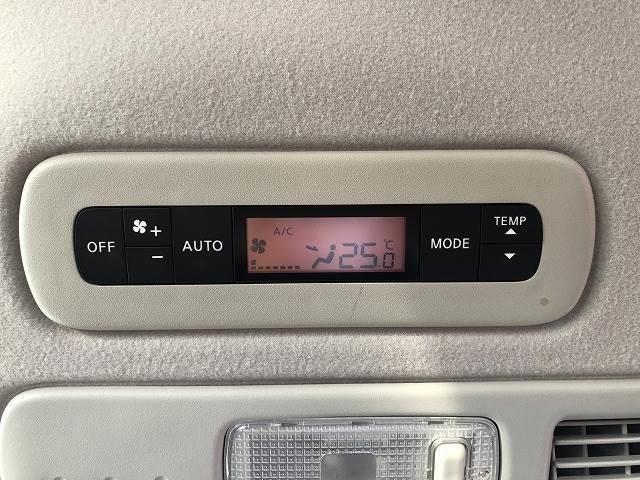 OFF
+
−
AUTO
A/C
25.0
°C
MODE
TEMP